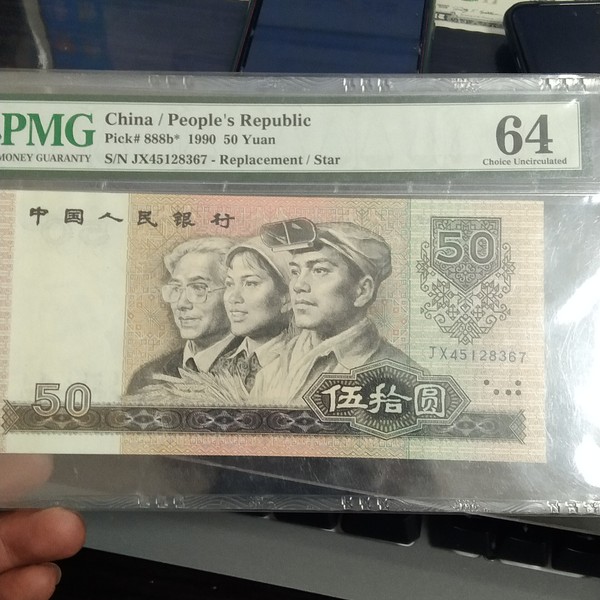 PMG
MONEY GUARANTY
China / People's Republic
Pick# 888b* 1990 50 Yuan
S/N JX45128367 - Replacement / Star
64
Choice Uncirculated
中国人民银行
50
JX45128367
50
伍拾圆